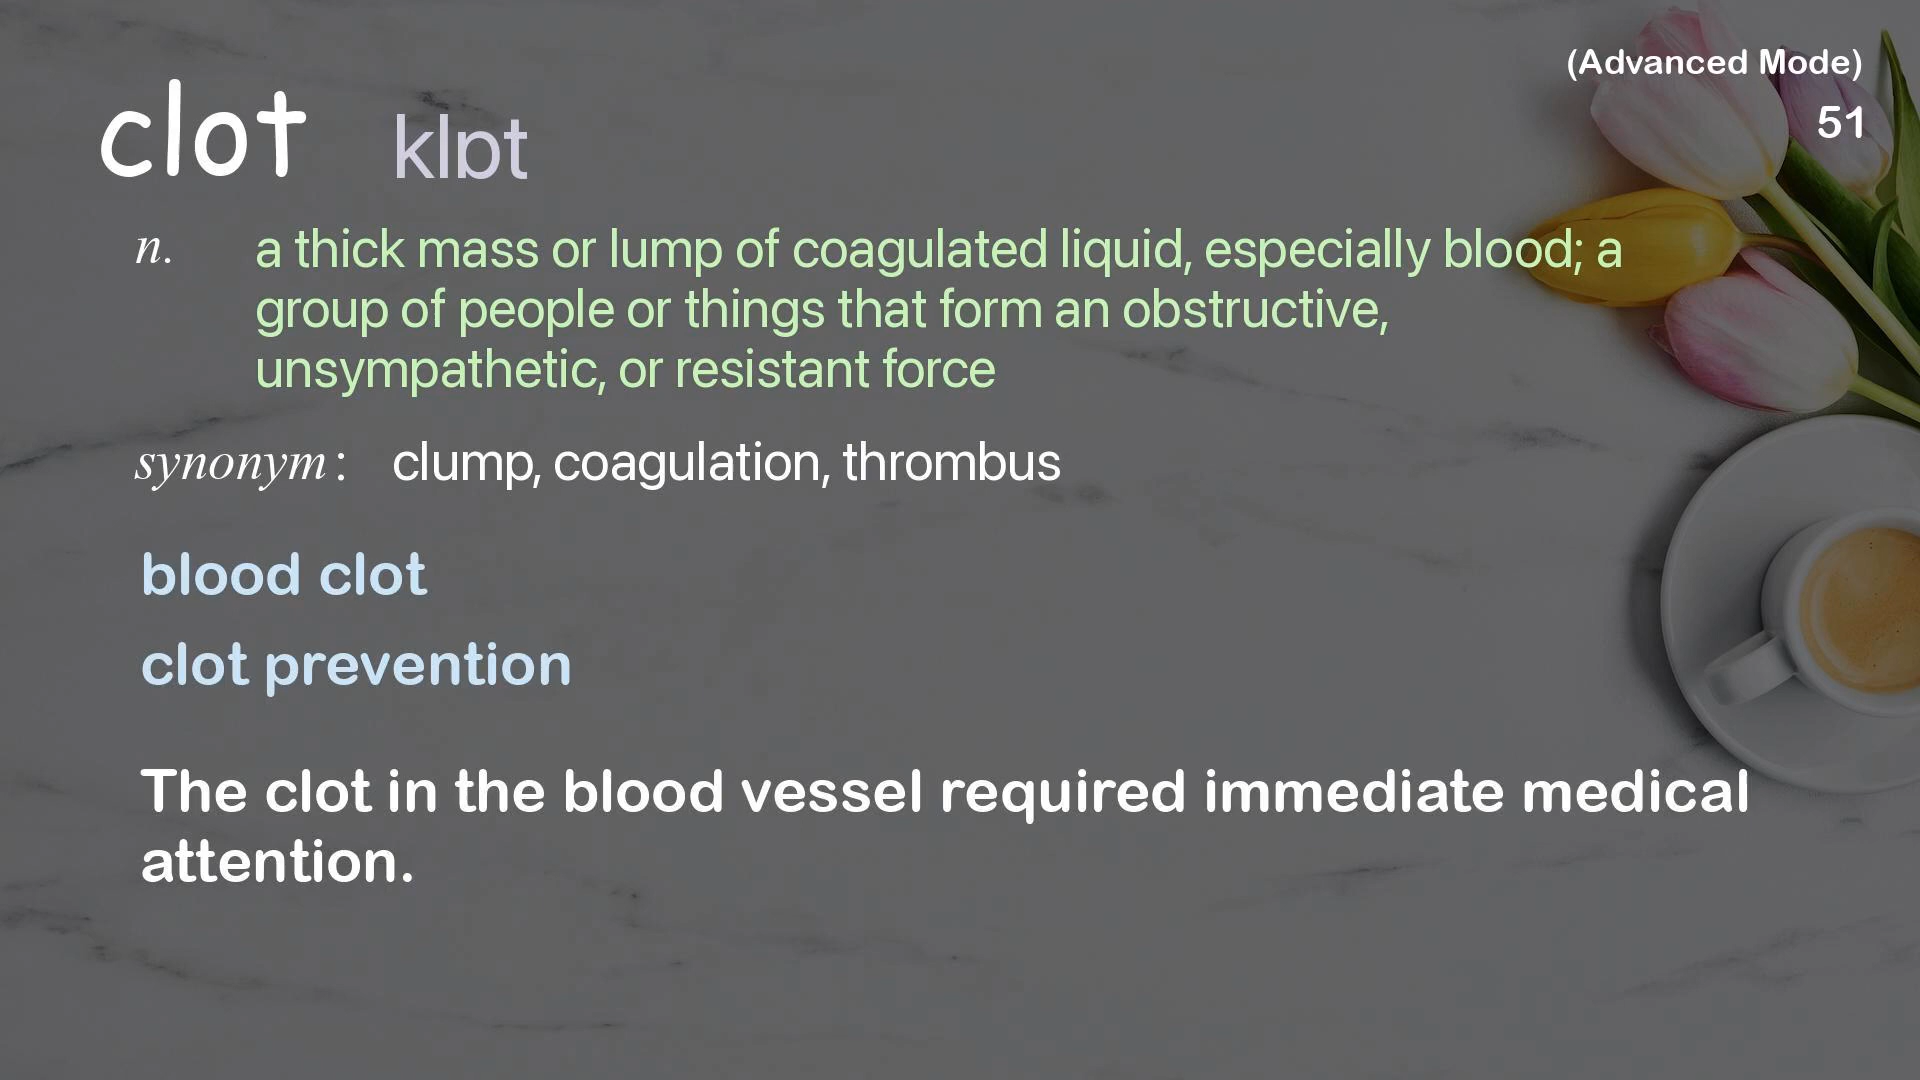 (Advanced Mode)
51
clot klɒt
n. a thick mass or lump of coagulated liquid, especially blood; a
group of people or things that form an obstructive,
unsympathetic, or resistant force
synonym: clump, coagulation, thrombus
blood clot
clot prevention
The clot in the blood vessel required immediate medical
attention.